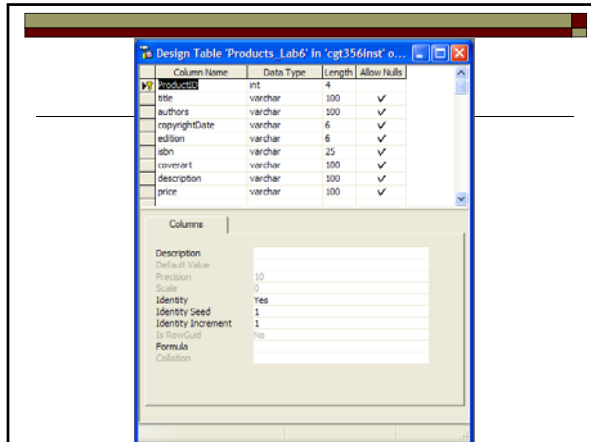 Design Table 'Products_Lab6' in 'cgt356inst' o...
Column Name Data Type Length Allow Nulls
ProductID int 4
title varchar 100
authors varchar 100
copyrightDate varchar 6
edition varchar 6
isbn varchar 25
coverart varchar 100
description varchar 100
price varchar 100
Columns
Description
Default Value
Precision 10
Scale 0
Identity Yes
Identity Seed 1
Identity Increment 1
Is RowGuid No
Formula
Collation